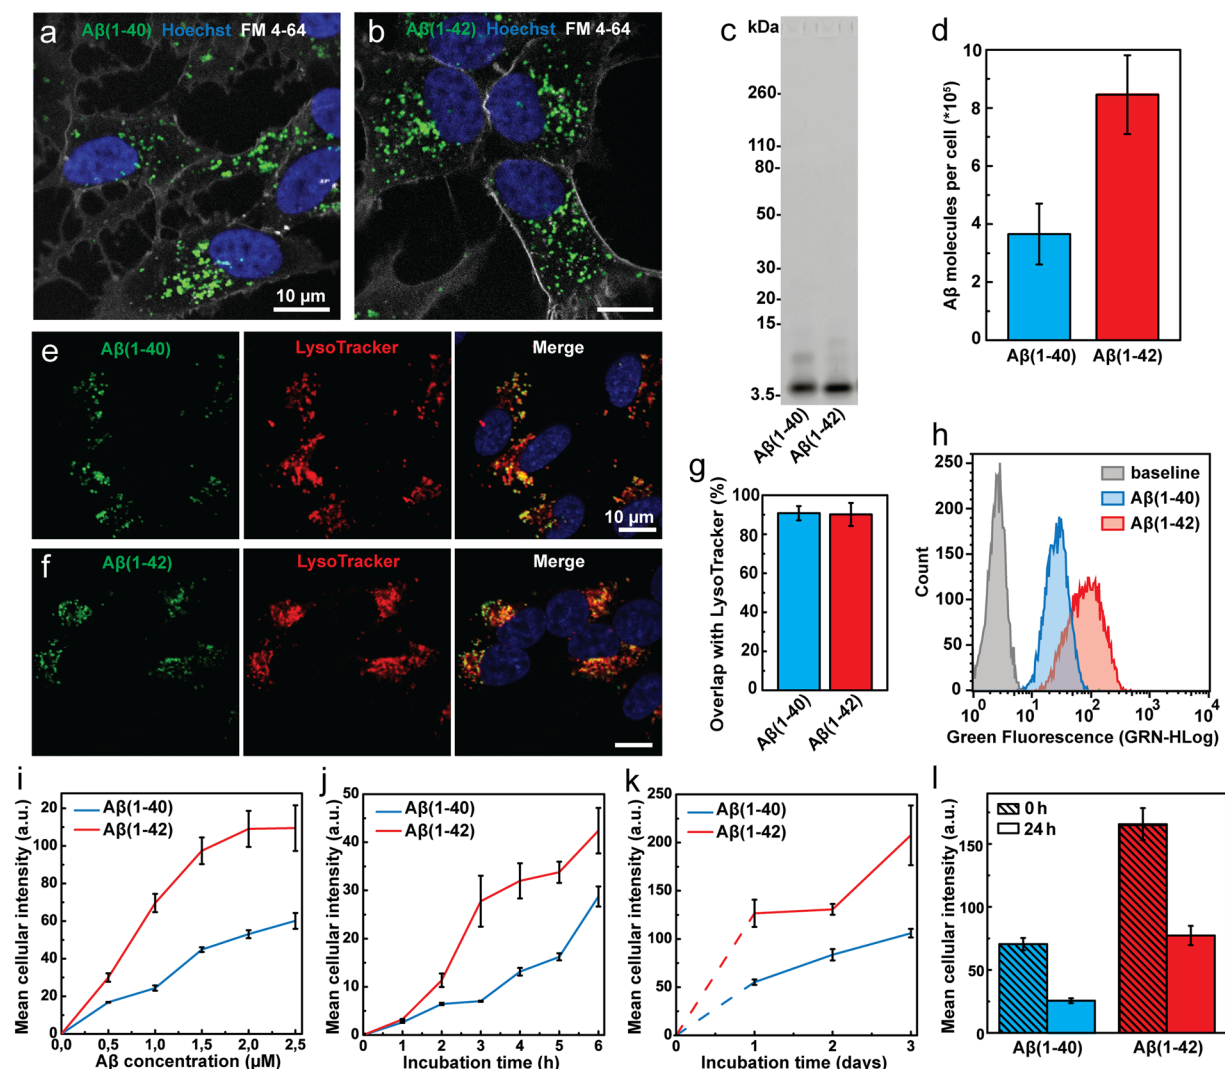 a Aβ(1-40) Hoechst FM 4-64
10 µm
b Aβ(1-42) Hoechst FM 4-64
c kDa
260
110
80
50
30
20
15
3.5
Aβ(1-40)
Aβ(1-42)
d
Aβ molecules per cell (*10⁵)
10
8
6
4
2
0
Aβ(1-40) Aβ(1-42)
e Aβ(1-40) LysoTracker Merge
10 µm
f Aβ(1-42) LysoTracker Merge
g
Overlap with LysoTracker (%)
100
80
60
40
20
0
Aβ(1-40)
Aβ(1-42)
h
Count
250
200
150
100
50
0
baseline
Aβ(1-40)
Aβ(1-42)
10⁰ 10¹ 10² 10³ 10⁴
Green Fluorescence (GRN-HLog)
i
Mean cellular intensity (a.u.)
20
100
80
60
40
20
0
Aβ(1-40)
Aβ(1-42)
0,0 0,5 1,0 1,5 2,0 2,5
Aβ concentration (µM)
j
Mean cellular intensity (a.u.)
50
40
30
20
10
0
Aβ(1-40)
Aβ(1-42)
0 1 2 3 4 5 6
Incubation time (h)
k
Mean cellular intensity (a.u.)
250
200
150
100
50
0
Aβ(1-40)
Aβ(1-42)
0 1 2 3
Incubation time (days)
l
Mean cellular intensity (a.u.)
150
100
50
0
0 h
24 h
Aβ(1-40) Aβ(1-42)